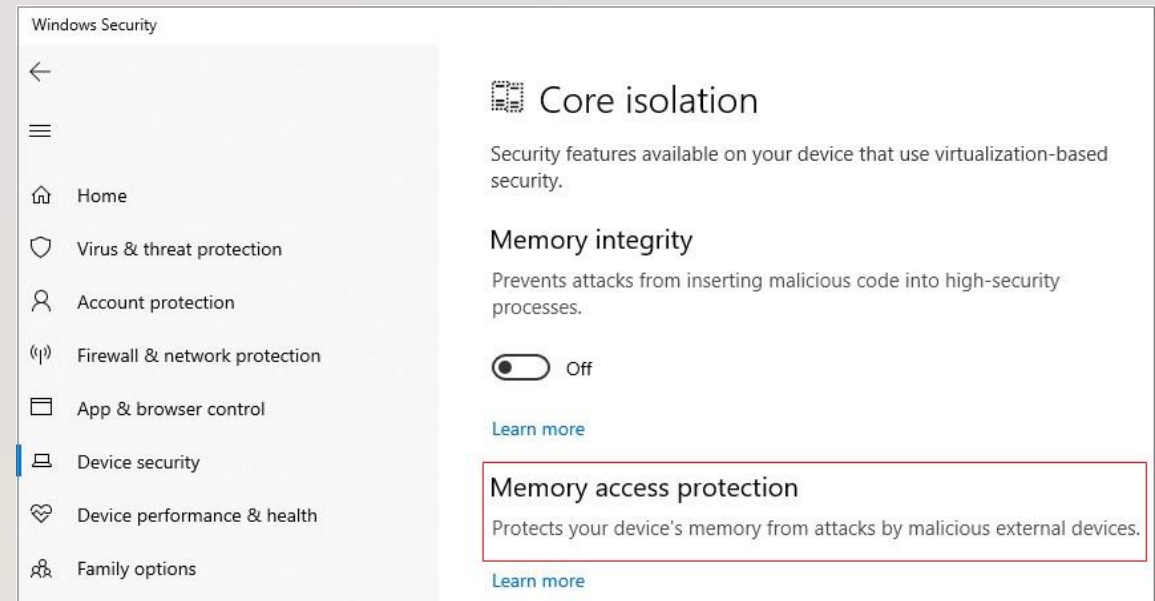 Windows Security
Home
Virus & threat protection
Account protection
Firewall & network protection
App & browser control
Device security
Device performance & health
Family options
Core isolation
Security features available on your device that use virtualization-based
security.
Memory integrity
Prevents attacks from inserting malicious code into high-security
processes.
Off
Learn more
Memory access protection
Protects your device's memory from attacks by malicious external devices.
Learn more